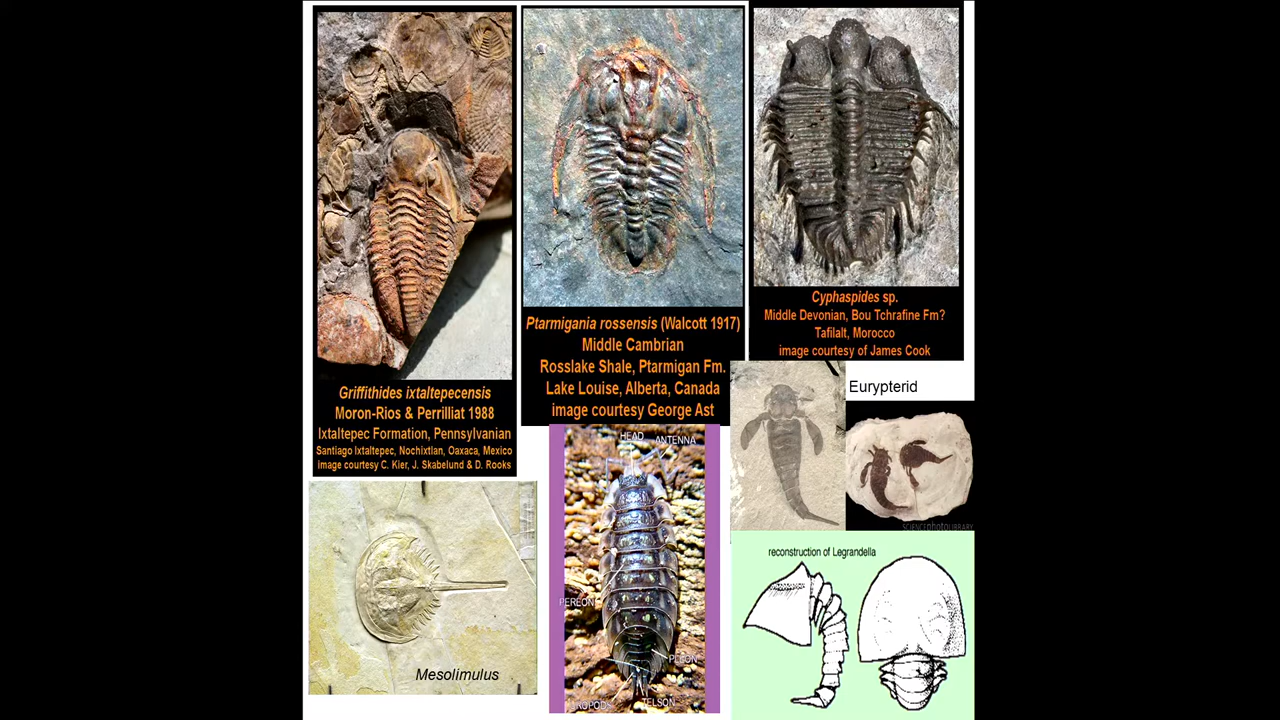 Griffithides ixtaltepecensis
Moron-Rios & Perrilliat 1988
Ixtaltepec Formation, Pennsylvanian
Santiago Ixtaltepec, Nochixtlan, Oaxaca, Mexico
image courtesy C. Kier, J. Skabelund & D. Rooks
Ptarmigania rossensis (Walcott 1917)
Middle Cambrian
Rosslake Shale, Ptarmigan Fm.
Lake Louise, Alberta, Canada
image courtesy George Ast
Cyphaspides sp.
Middle Devonian, Bou Tchrafine Fm?
Tafilalt, Morocco
image courtesy of James Cook
Eurypterid
SCIENCEPHOTOLIBRARY
HEAD
ANTENNA
PEREON
PLEON
TELSON
Mesolimulus
reconstruction of Legrandella